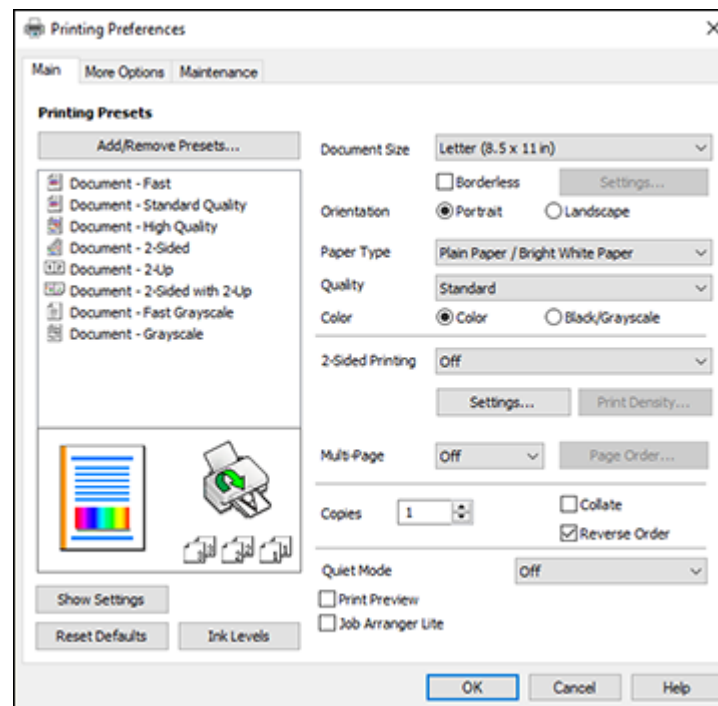 Printing Preferences
Main More Options Maintenance
Printing Presets
Add/Remove Presets...
Document - Fast
Document - Standard Quality
Document - High Quality
Document - 2-Sided
Document - 2-Up
Document - 2-Sided with 2-Up
Document - Fast Grayscale
Document - Grayscale
Show Settings
Reset Defaults Ink Levels
Document Size Letter (8.5 x 11 in)
Borderless Settings...
Orientation Portrait Landscape
Paper Type Plain Paper / Bright White Paper
Quality Standard
Color Color Black/Grayscale
2-Sided Printing Off
Settings... Print Density...
Multi-Page Off Page Order...
Copies 1 Collate
Reverse Order
Quiet Mode Off
Print Preview
Job Arranger Lite
OK Cancel Help